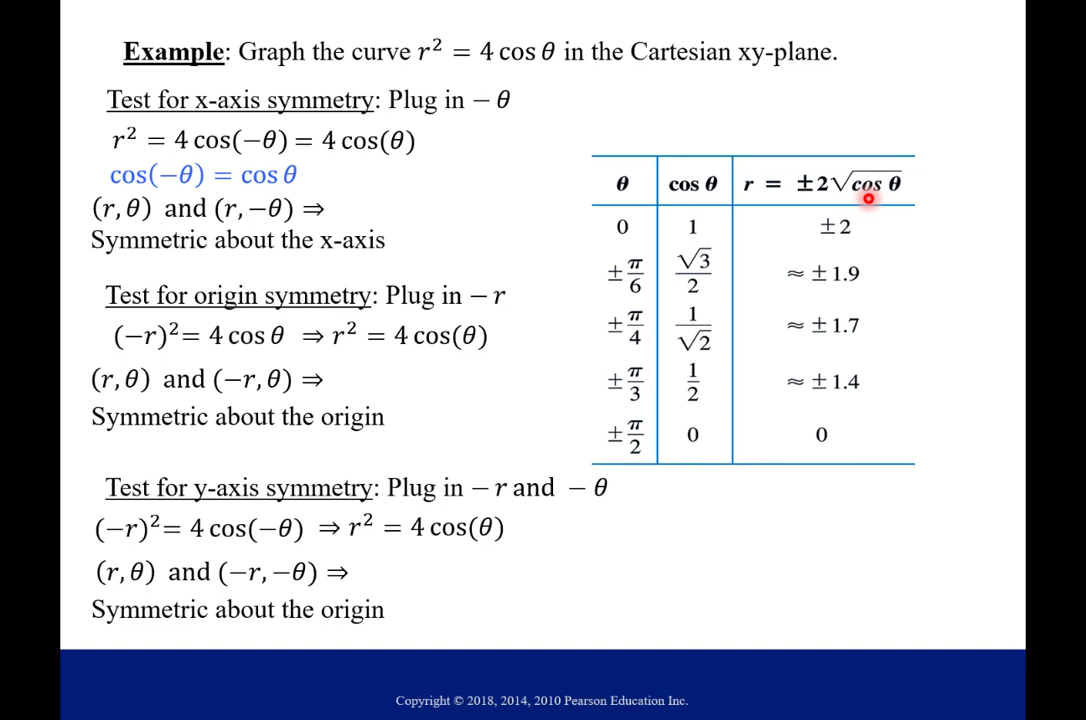 Example: Graph the curve r² = 4 cos θ in the Cartesian xy-plane.
Test for x-axis symmetry: Plug in − θ
r² = 4 cos(−θ) = 4 cos(θ)
cos(−θ) = cos θ
(r, θ) and (r, −θ) ⇒
Symmetric about the x-axis
Test for origin symmetry: Plug in − r
(−r)²= 4 cos θ ⇒ r² = 4 cos(θ)
(r, θ) and (−r, θ) ⇒
Symmetric about the origin
Test for y-axis symmetry: Plug in − r and − θ
(−r)²= 4 cos(−θ) ⇒ r² = 4 cos(θ)
(r, θ) and (−r, −θ) ⇒
Symmetric about the origin
θ cos θ r = ±2√cos θ
0 1 ±2
±π/6 √3/2 ≈ ±1.9
±π/4 1/√2 ≈ ±1.7
±π/3 1/2 ≈ ±1.4
±π/2 0 0
Copyright © 2018, 2014, 2010 Pearson Education Inc.